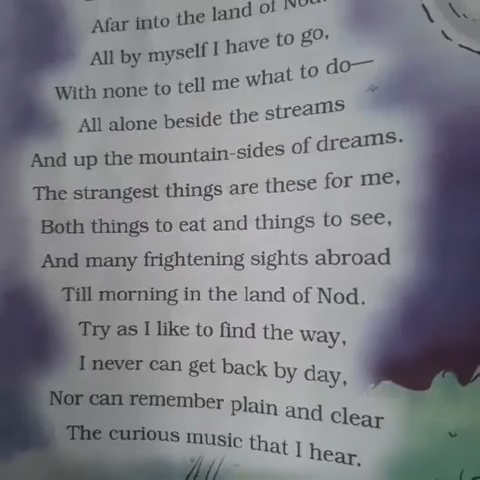 Afar into the land of Nod.
All by myself I have to go,
With none to tell me what to do—
All alone beside the streams
And up the mountain-sides of dreams.
The strangest things are these for me,
Both things to eat and things to see,
And many frightening sights abroad
Till morning in the land of Nod.
Try as I like to find the way,
I never can get back by day,
Nor can remember plain and clear
The curious music that I hear.